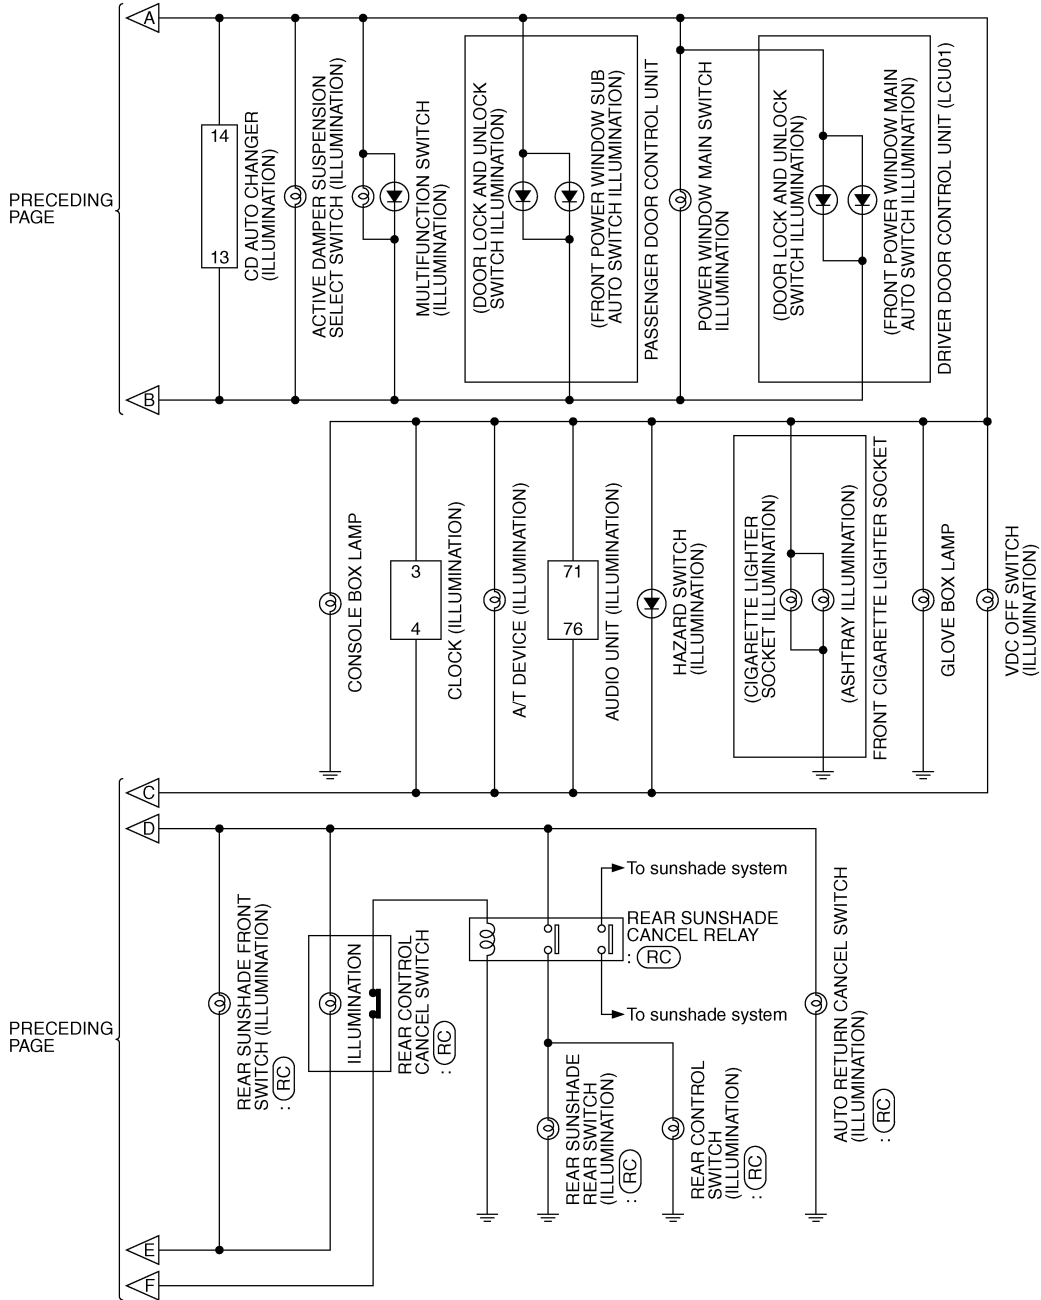 PRECEDING
PAGE
A
B
14
13
CD AUTO CHANGER
(ILLUMINATION)
ACTIVE DAMPER SUSPENSION
SELECT SWITCH (ILLUMINATION)
MULTIFUNCTION SWITCH
(ILLUMINATION)
(DOOR LOCK AND UNLOCK
SWITCH ILLUMINATION)
(FRONT POWER WINDOW SUB
AUTO SWITCH ILLUMINATION)
PASSENGER DOOR CONTROL UNIT
POWER WINDOW MAIN SWITCH
ILLUMINATION
(DOOR LOCK AND UNLOCK
SWITCH ILLUMINATION)
(FRONT POWER WINDOW MAIN
AUTO SWITCH ILLUMINATION)
DRIVER DOOR CONTROL UNIT (LCU01)
CONSOLE BOX LAMP
3
4
CLOCK (ILLUMINATION)
A/T DEVICE (ILLUMINATION)
71
76
AUDIO UNIT (ILLUMINATION)
HAZARD SWITCH
(ILLUMINATION)
(CIGARETTE LIGHTER
SOCKET ILLUMINATION)
(ASHTRAY ILLUMINATION)
FRONT CIGARETTE LIGHTER SOCKET
GLOVE BOX LAMP
VDC OFF SWITCH
(ILLUMINATION)
PRECEDING
PAGE
C
D
E
F
REAR SUNSHADE FRONT
SWITCH (ILLUMINATION)
: RC
ILLUMINATION
REAR CONTROL
CANCEL SWITCH
: RC
To sunshade system
REAR SUNSHADE
CANCEL RELAY
: RC
To sunshade system
REAR SUNSHADE
REAR SWITCH
(ILLUMINATION)
: RC
REAR CONTROL
SWITCH
(ILLUMINATION)
: RC
AUTO RETURN CANCEL SWITCH
(ILLUMINATION)
: RC